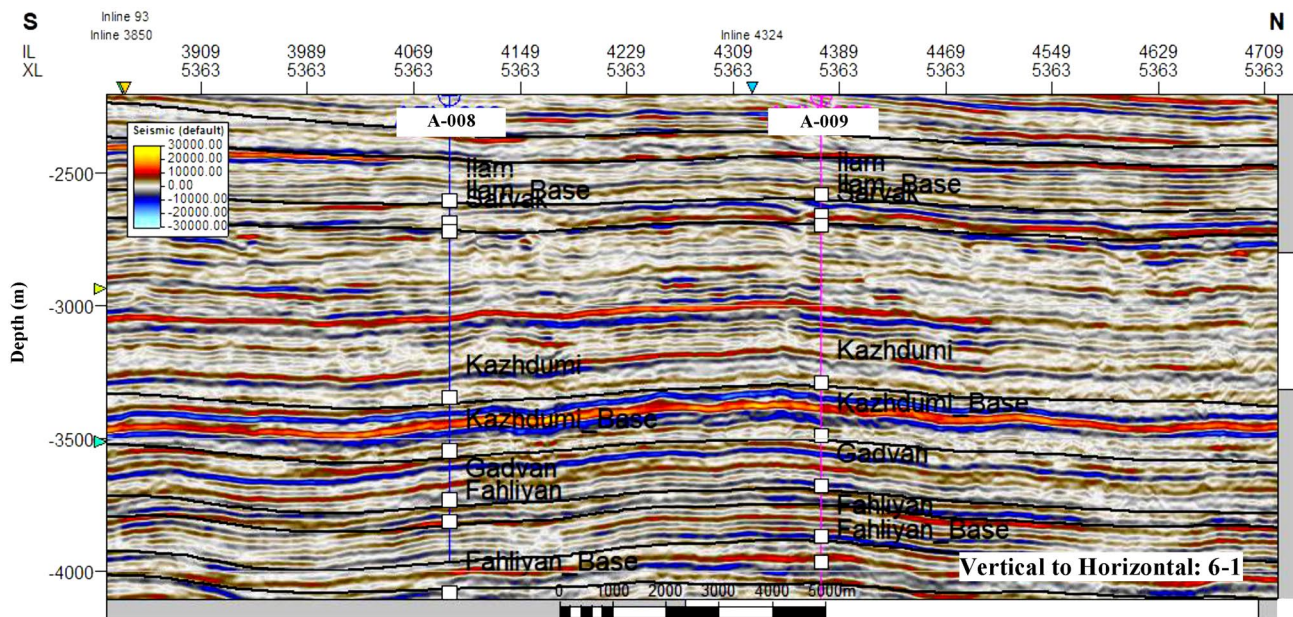 S
N
Inline 93
Inline 3850
Inline 4324
IL 3909 3989 4069 4149 4229 4309 4389 4469 4549 4629 4709
XL 5363 5363 5363 5363 5363 5363 5363 5363 5363 5363 5363
A-008
A-009
Seismic (default)
30000.00
20000.00
10000.00
0.00
-10000.00
-20000.00
-30000.00
Depth (m)
-2500
-3000
-3500
-4000
Ilam
Ilam_Base
Sarvak
Kazhdumi
Kazhdumi_Base
Gadvan
Fahliyan
Fahliyan_Base
Ilam
Ilam_Base
Sarvak
Kazhdumi
Kazhdumi_Base
Gadvan
Fahliyan
Fahliyan_Base
Vertical to Horizontal: 6-1
0 1000 2000 3000 4000 5000m